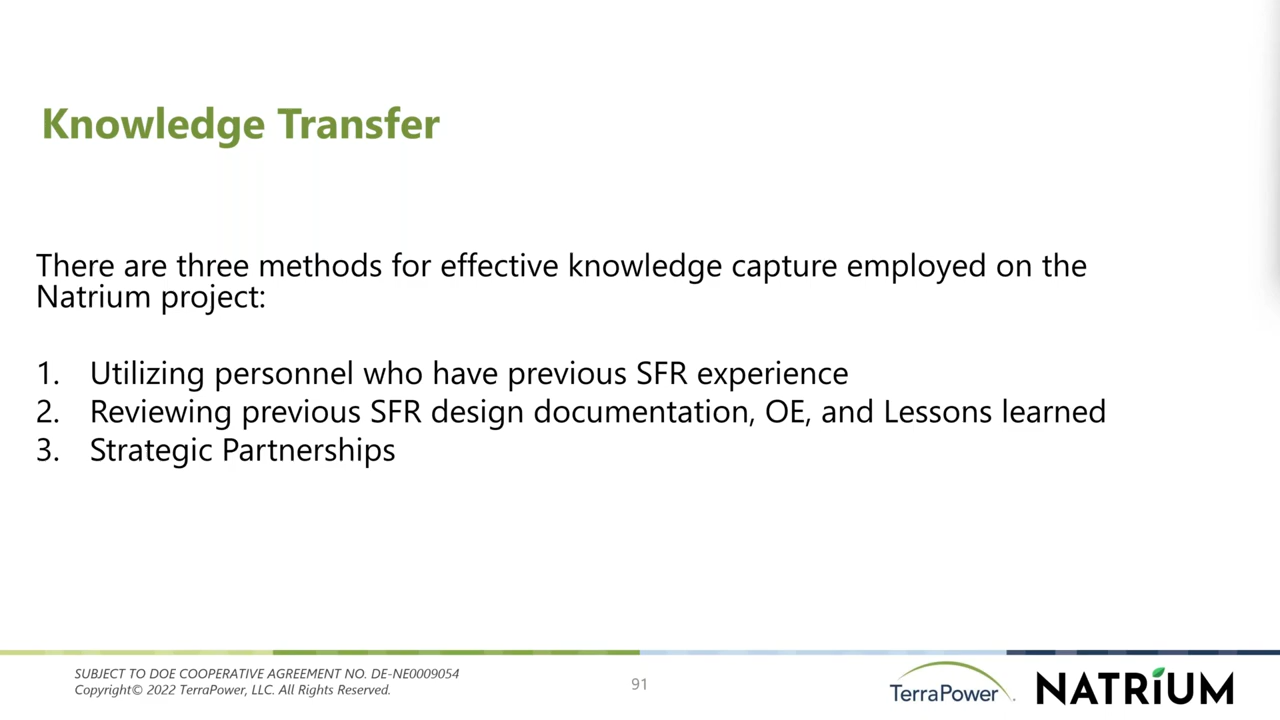 Knowledge Transfer
There are three methods for effective knowledge capture employed on the
Natrium project:
1. Utilizing personnel who have previous SFR experience
2. Reviewing previous SFR design documentation, OE, and Lessons learned
3. Strategic Partnerships
SUBJECT TO DOE COOPERATIVE AGREEMENT NO. DE-NE0009054
Copyright© 2022 TerraPower, LLC. All Rights Reserved.
91
TerraPower
NATRiUM